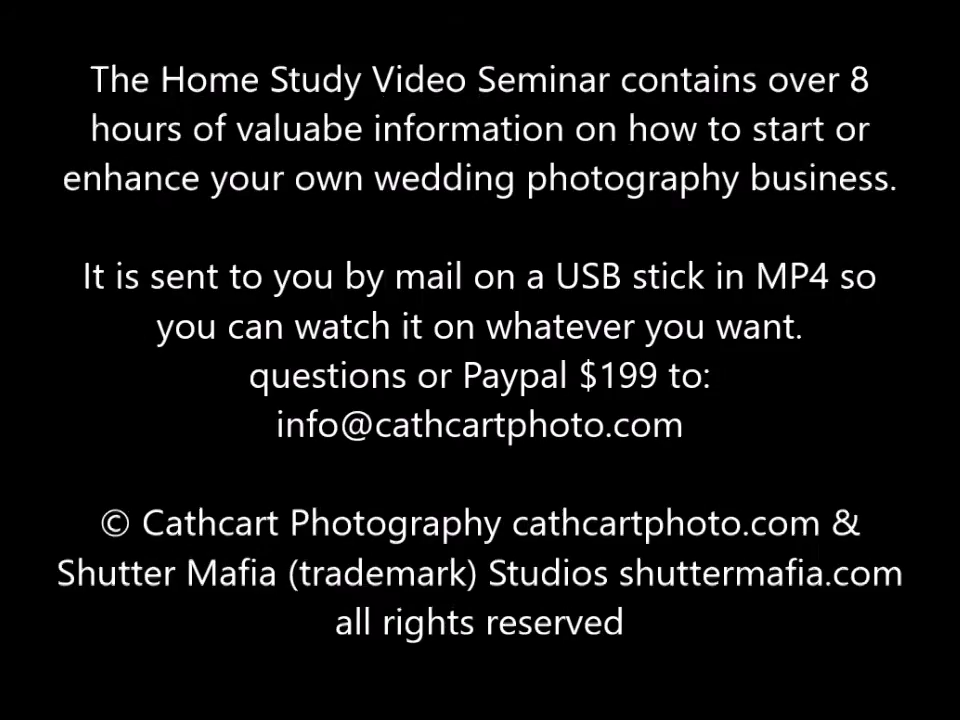 The Home Study Video Seminar contains over 8
hours of valuabe information on how to start or
enhance your own wedding photography business.
It is sent to you by mail on a USB stick in MP4 so
you can watch it on whatever you want.
questions or Paypal $199 to:
info@cathcartphoto.com
© Cathcart Photography cathcartphoto.com &
Shutter Mafia (trademark) Studios shuttermafia.com
all rights reserved